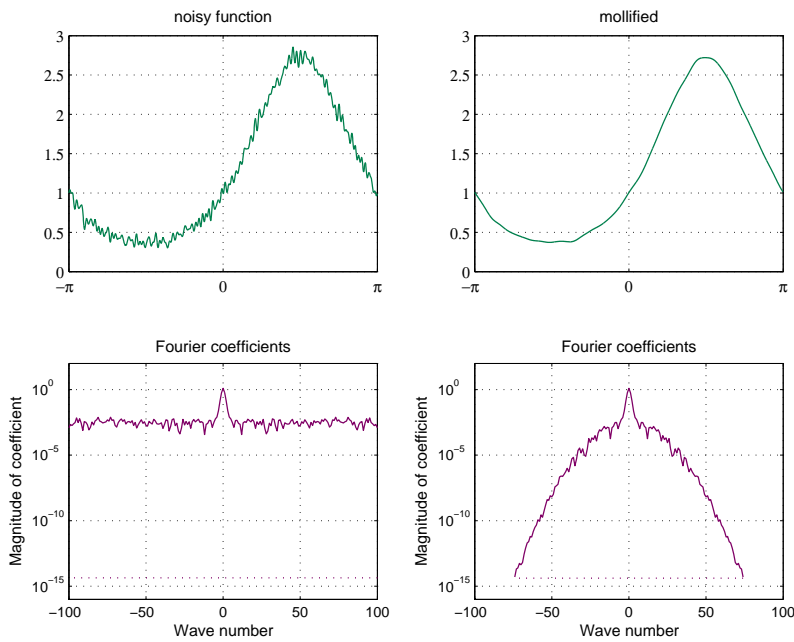 noisy function
3
2.5
2
1.5
1
0.5
0
−π 0 π
mollified
3
2.5
2
1.5
1
0.5
0
−π 0 π
Fourier coefficients
Magnitude of coefficient
10^0
10^−5
10^−10
10^−15
−100 −50 0 50 100
Wave number
Fourier coefficients
Magnitude of coefficient
10^0
10^−5
10^−10
10^−15
−100 −50 0 50 100
Wave number